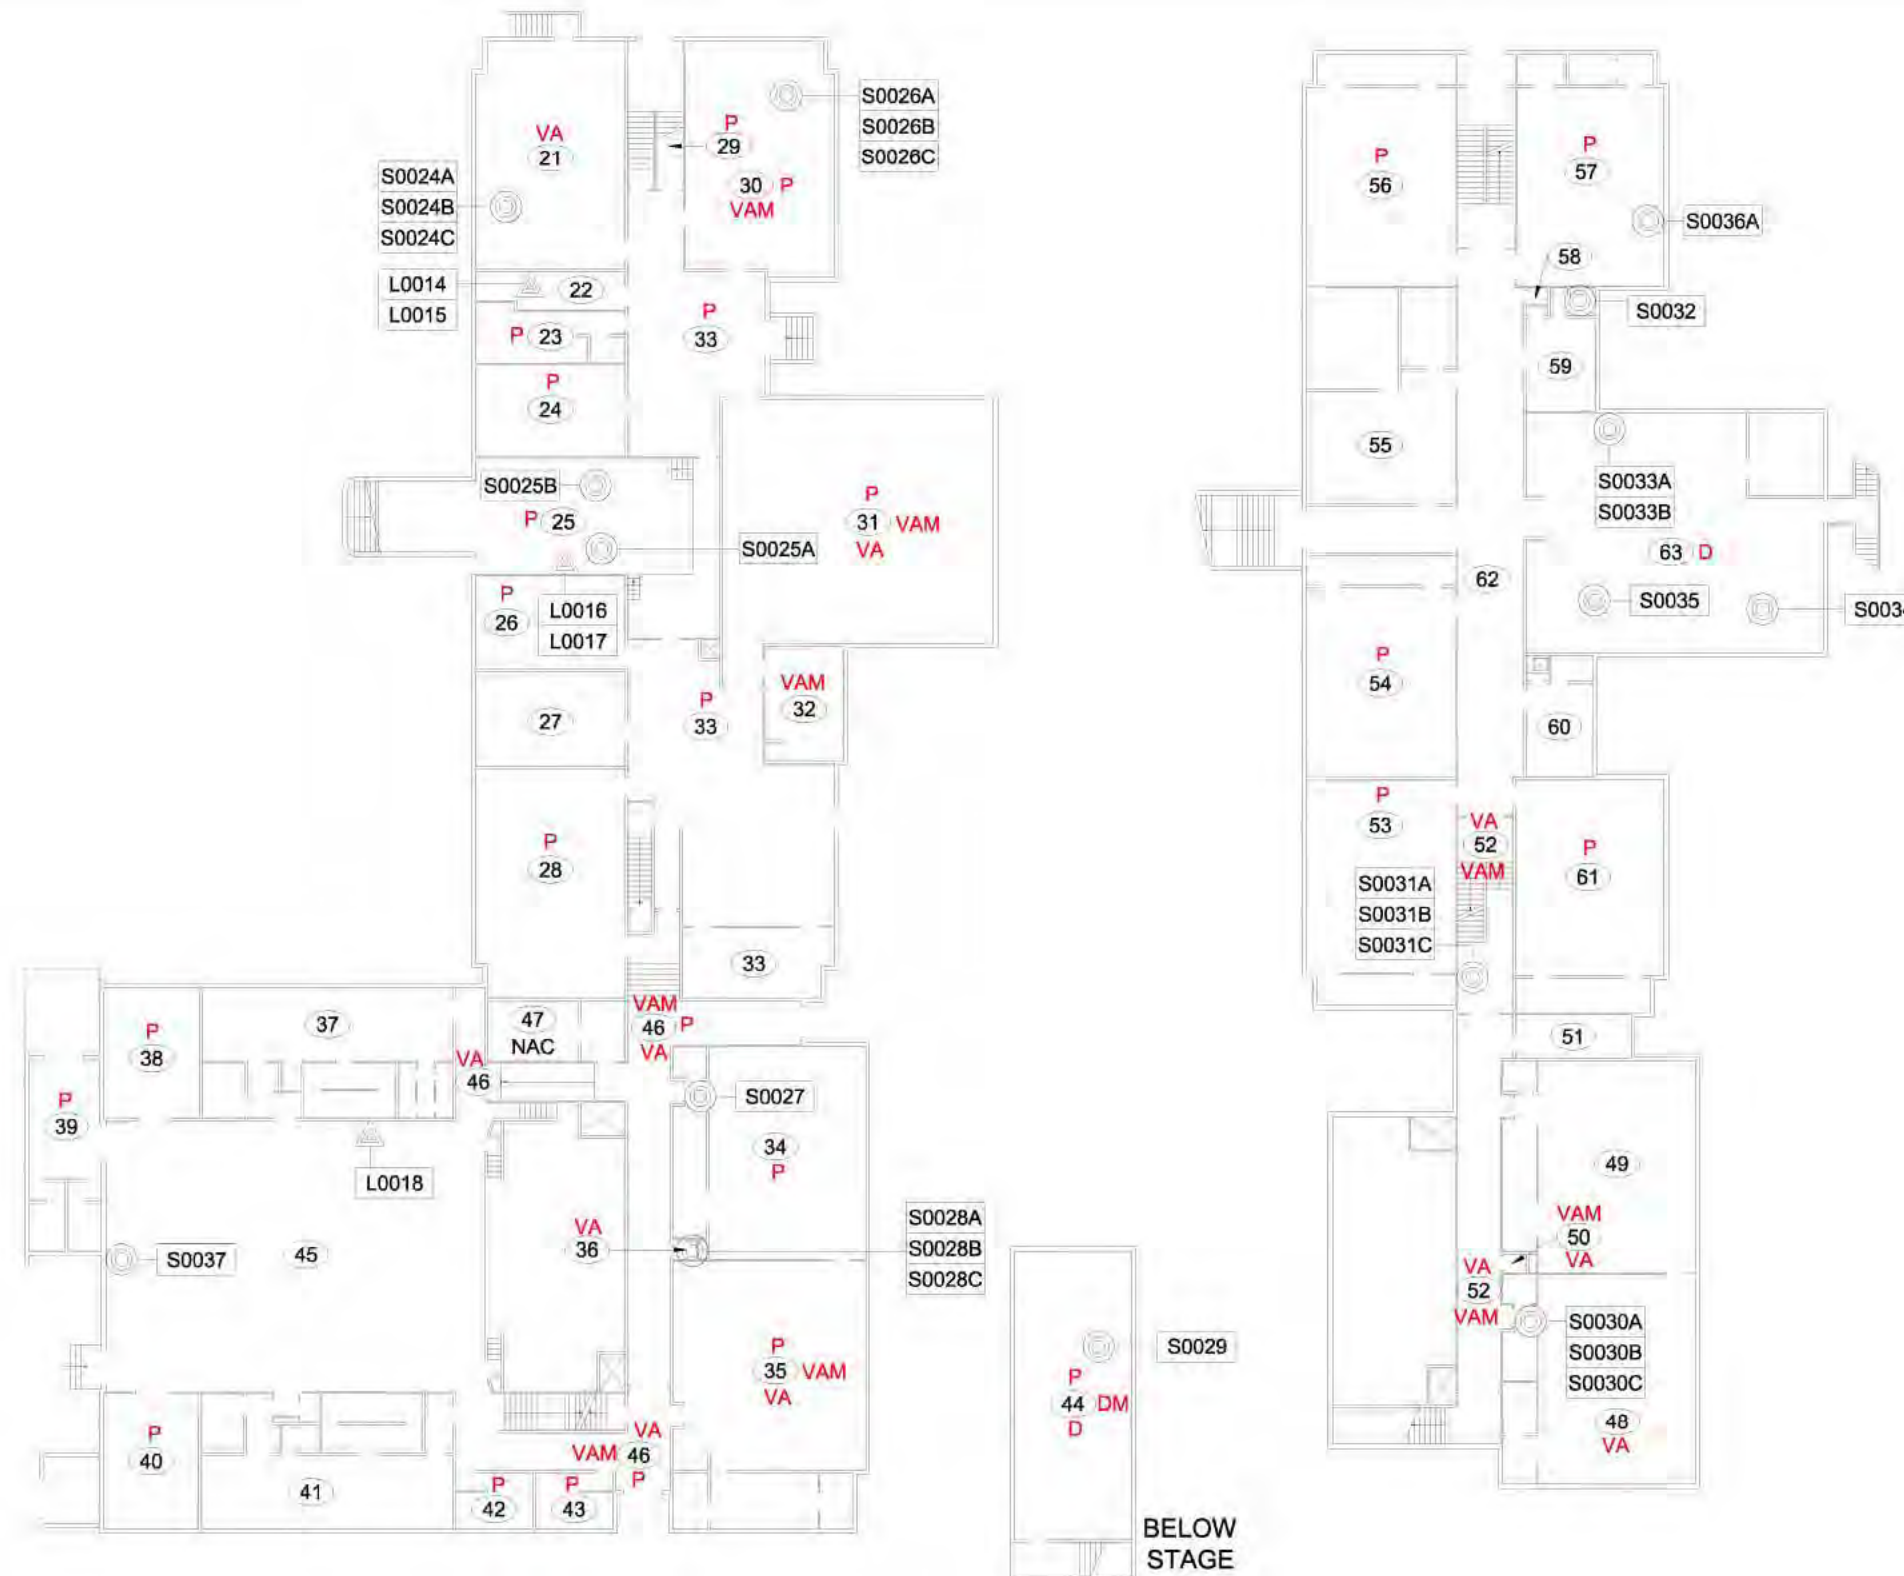 VA
21
S0024A
S0024B
S0024C
P
29
30 P
VAM
S0026A
S0026B
S0026C
L0014
L0015
22
P 23
P
24
P
33
S0025B
P 25
S0025A
P
31 VAM
VA
P
26
L0016
L0017
27
P
33
VAM
32
P
28
33
47
NAC
VAM
46 P
VA
37
P
38
VA
46
P
39
S0027
34
P
L0018
S0037
45
VA
36
S0028A
S0028B
S0028C
P
35 VAM
VA
VA
VAM 46
P
P
40
41
P
42
P
43
S0029
P
44 DM
D
BELOW
STAGE
P
56
P
57
S0036A
58
S0032
59
55
S0033A
S0033B
63 D
62
S0035
P
54
60
P
53
VA
52
VAM
P
61
S0031A
S0031B
S0031C
51
49
VAM
50
VA
VA
52
VAM
S0030A
S0030B
S0030C
48
VA